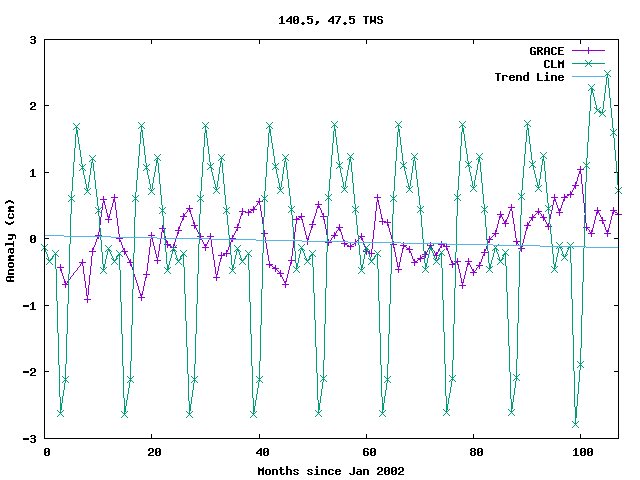 140.5, 47.5 TWS
GRACE
CLM
Trend Line
3
2
1
0
-1
-2
-3
Anomaly (cm)
0 20 40 60 80 100
Months since Jan 2002